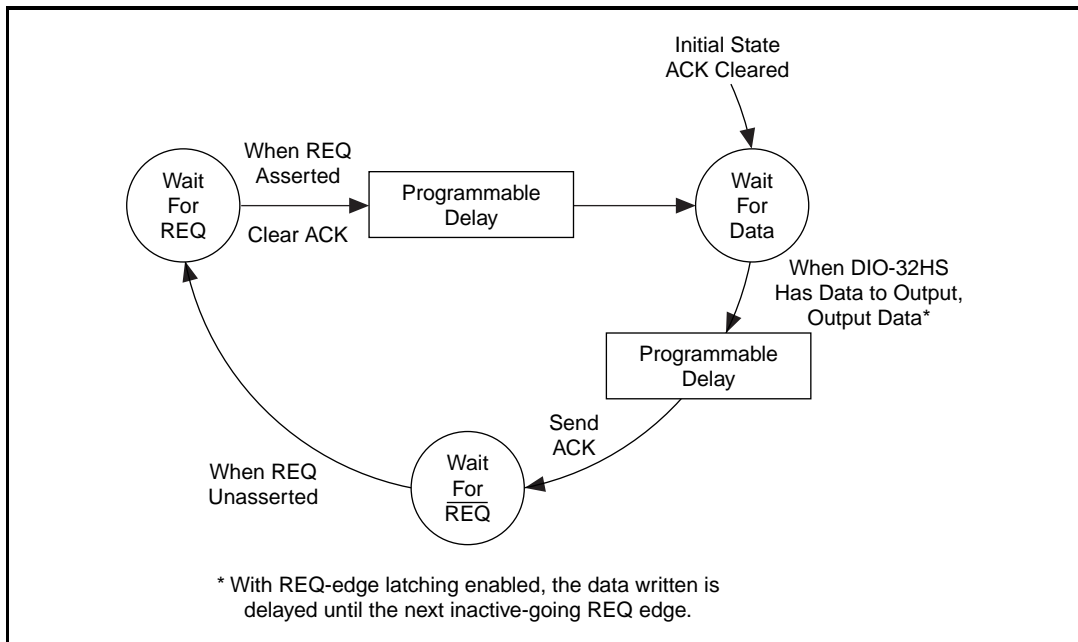 Initial State
ACK Cleared
When REQ
Asserted
Wait
For
REQ
Clear ACK
Programmable
Delay
Wait
For
Data
When DIO-32HS
Has Data to Output,
Output Data*
Programmable
Delay
Send
ACK
Wait
For
R̅E̅Q̅
When REQ
Unasserted
* With REQ-edge latching enabled, the data written is
delayed until the next inactive-going REQ edge.